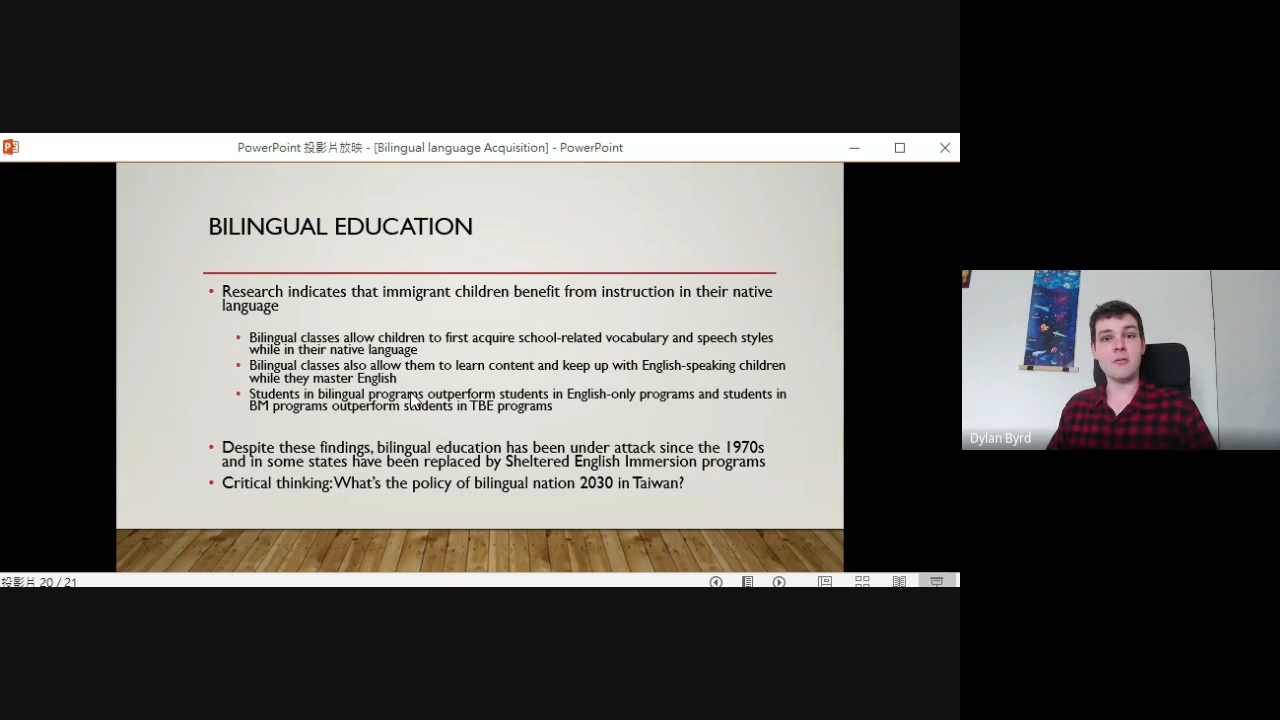 PowerPoint 投影片放映 - [Bilingual language Acquisition] - PowerPoint
BILINGUAL EDUCATION
• Research indicates that immigrant children benefit from instruction in their native
language
• Bilingual classes allow children to first acquire school-related vocabulary and speech styles
while in their native language
• Bilingual classes also allow them to learn content and keep up with English-speaking children
while they master English
• Students in bilingual programs outperform students in English-only programs and students in
BM programs outperform students in TBE programs
• Despite these findings, bilingual education has been under attack since the 1970s
and in some states have been replaced by Sheltered English Immersion programs
• Critical thinking: What's the policy of bilingual nation 2030 in Taiwan?
投影片 20 / 21
Dylan Byrd